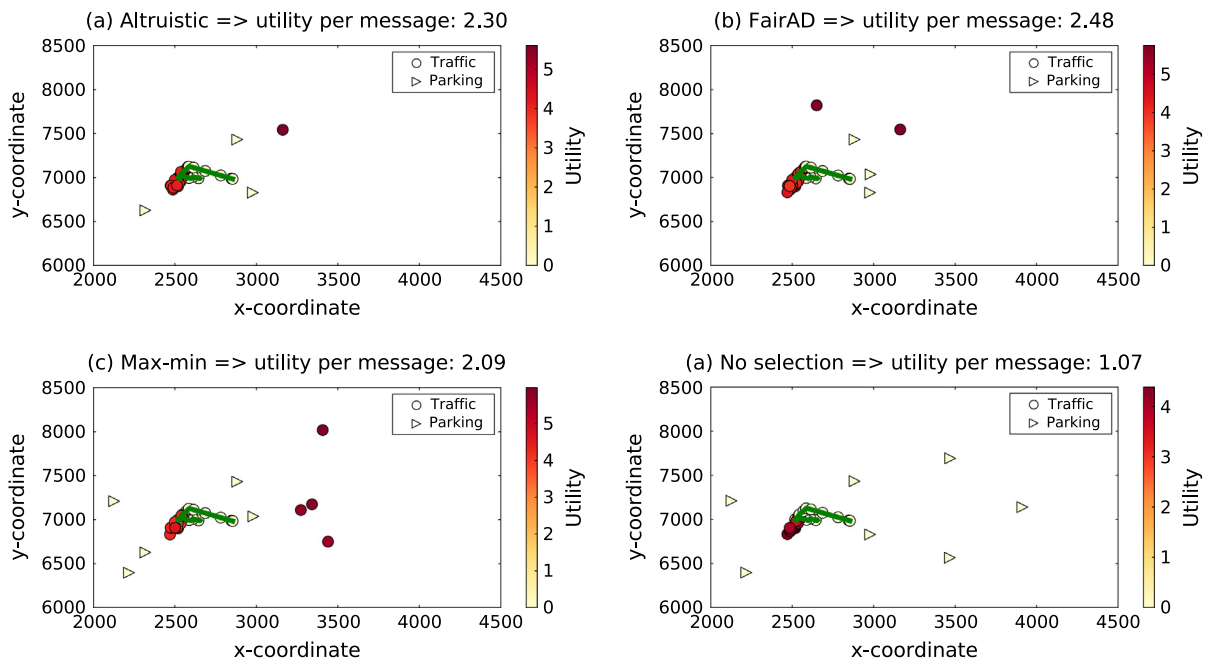 (a) Altruistic => utility per message: 2.30
8500
8000
7500
7000
6500
6000
y-coordinate
2000 2500 3000 3500 4000 4500
x-coordinate
Traffic
Parking
5
4
3
2
1
0
Utility
(b) FairAD => utility per message: 2.48
8500
8000
7500
7000
6500
6000
y-coordinate
2000 2500 3000 3500 4000 4500
x-coordinate
Traffic
Parking
5
4
3
2
1
0
Utility
(c) Max-min => utility per message: 2.09
8500
8000
7500
7000
6500
6000
y-coordinate
2000 2500 3000 3500 4000 4500
x-coordinate
Traffic
Parking
5
4
3
2
1
0
Utility
(a) No selection => utility per message: 1.07
8500
8000
7500
7000
6500
6000
y-coordinate
2000 2500 3000 3500 4000 4500
x-coordinate
Traffic
Parking
4
3
2
1
0
Utility